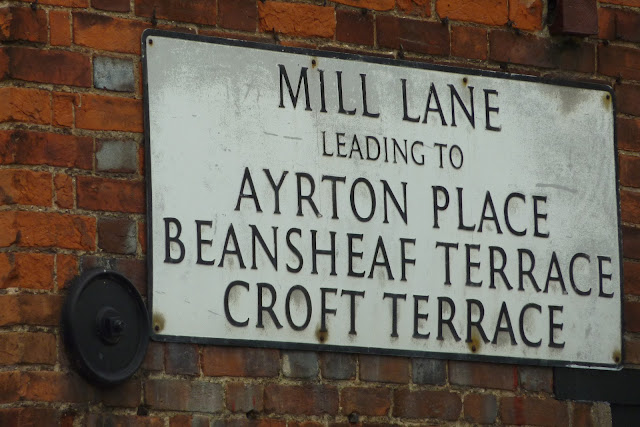 MILL LANE
LEADING TO
AYRTON PLACE
BEANSHEAF TERRACE
CROFT TERRACE